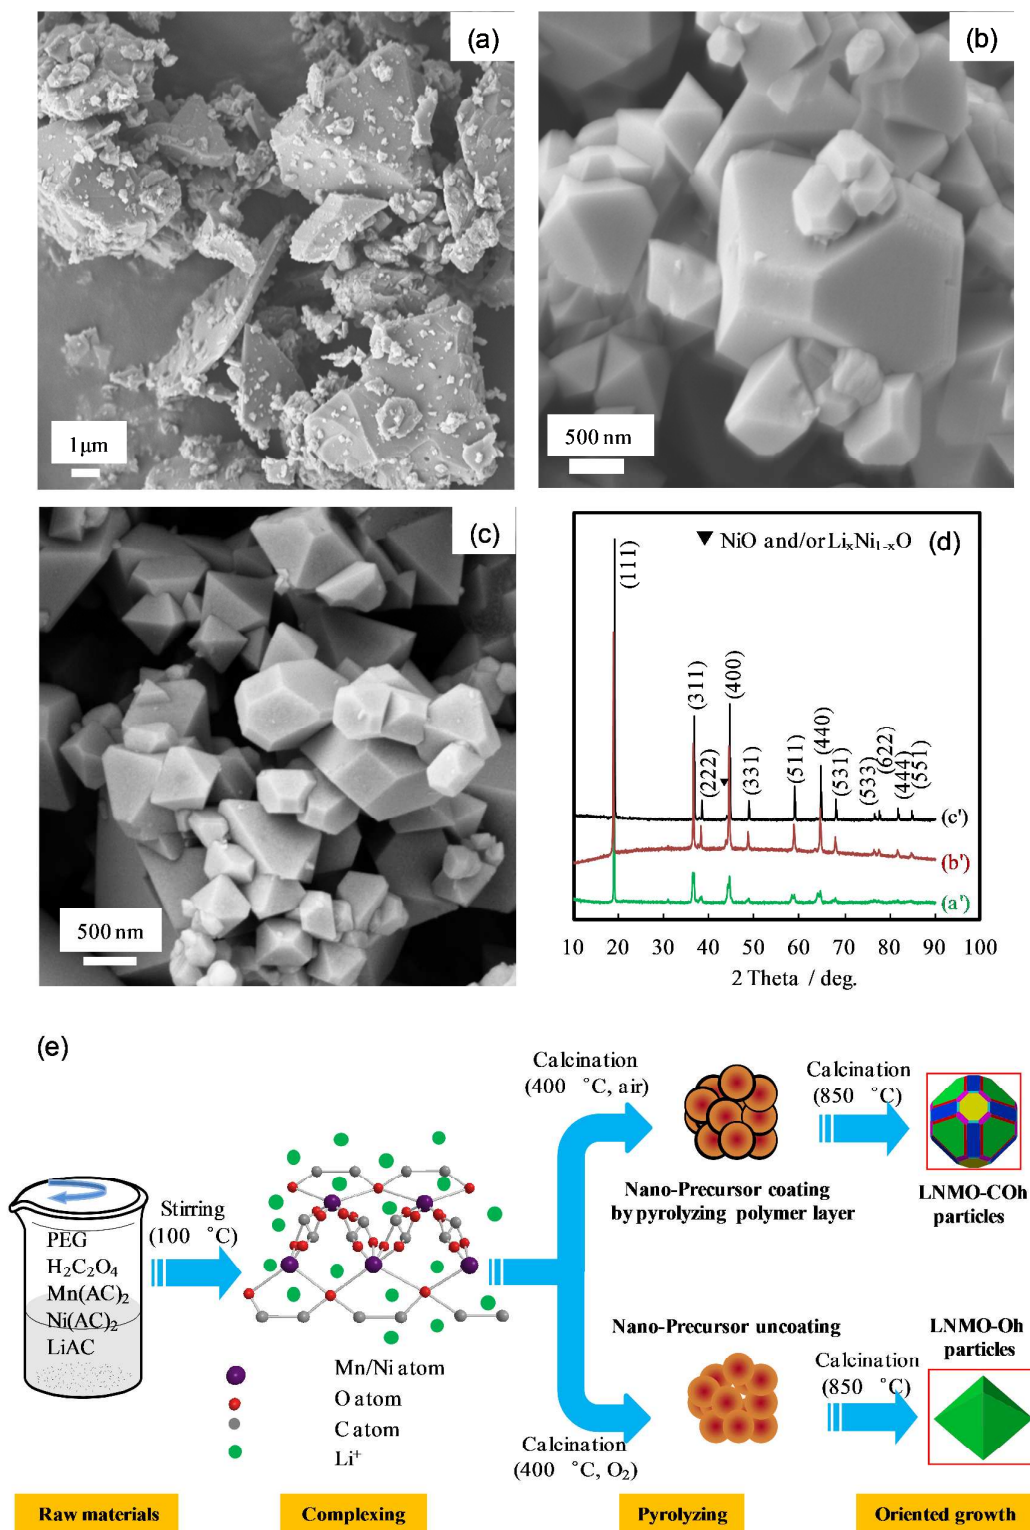 (a)
1μm
(b)
500 nm
(c)
500 nm
▼ NiO and/or LiₓNi₁₋ₓO
(d)
(111)
(311)
(222)
(400)
(331)
(511)
(440)
(531)
(533)
(622)
(444)
(551)
(c')
(b')
(a')
10 20 30 40 50 60 70 80 90 100
2 Theta / deg.
(e)
PEG
H₂C₂O₄
Mn(AC)₂
Ni(AC)₂
LiAC
Stirring
(100 °C)
Mn/Ni atom
O atom
C atom
Li⁺
Calcination
(400 °C, air)
Nano-Precursor coating
by pyrolyzing polymer layer
Calcination
(850 °C)
LNMO-COh
particles
Nano-Precursor uncoating
Calcination
(400 °C, O₂)
Calcination
(850 °C)
LNMO-Oh
particles
Raw materials
Complexing
Pyrolyzing
Oriented growth